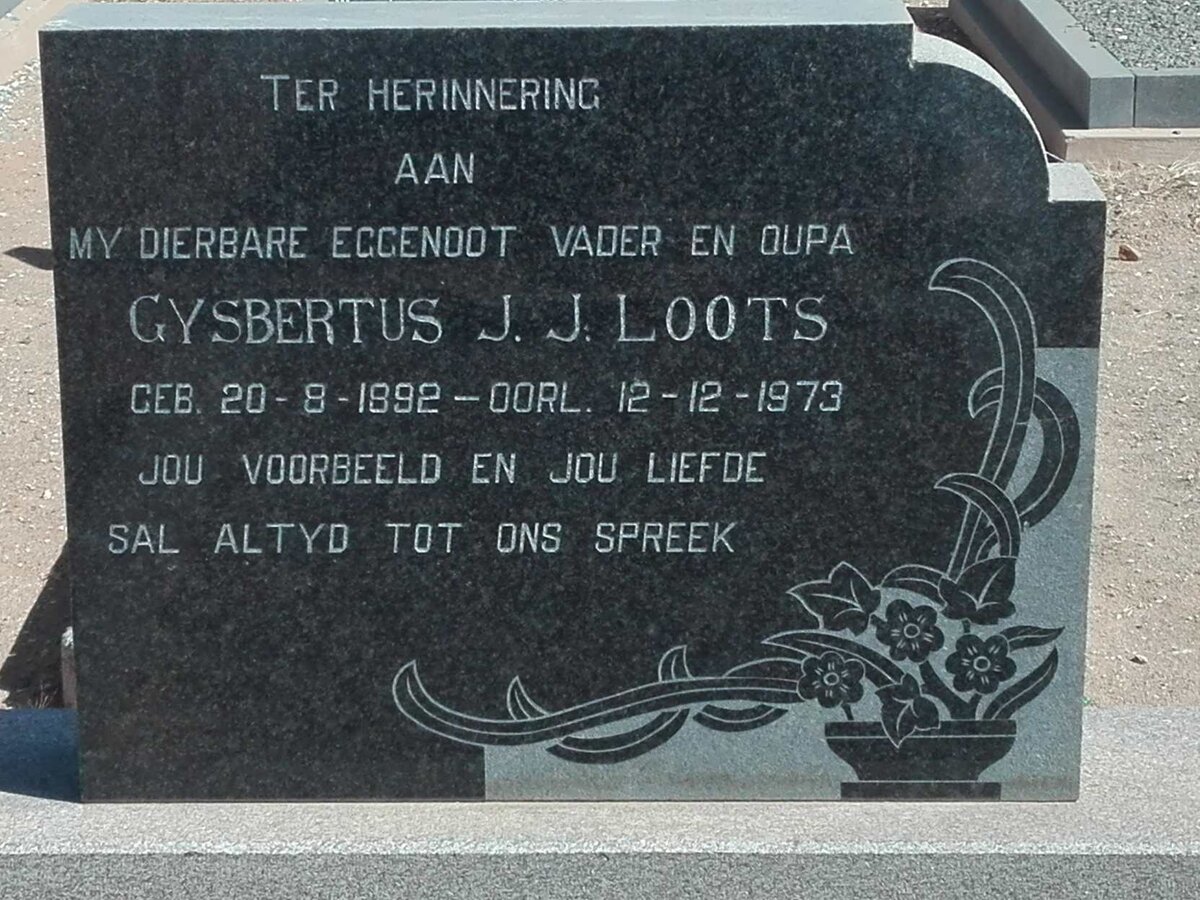 TER HERINNERING
AAN
MY DIERBARE EGGENOOT VADER EN OUPA
GYSBERTUS J. J. LOOTS
GEB. 20-8-1892 - OORL. 12-12-1973
JOU VOORBEELD EN JOU LIEFDE
SAL ALTYD TOT ONS SPREEK